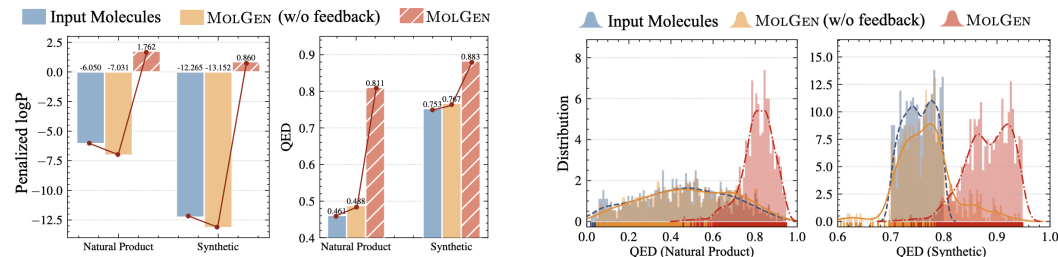 Input Molecules MOLGEN (w/o feedback) MOLGEN
Penalized logP
2.5
0.0
−2.5
−5.0
−7.5
−10.0
−12.5
-6.050 -7.031 1.762 -12.265 -13.152 0.860
Natural Product Synthetic
QED
0.9
0.8
0.7
0.6
0.5
0.4
0.461 0.488 0.811 0.753 0.767 0.883
Natural Product Synthetic
Input Molecules MOLGEN (w/o feedback) MOLGEN
Distribution
8
6
4
2
0
0.0 0.2 0.4 0.6 0.8 1.0
QED (Natural Product)
15.0
12.5
10.0
7.5
5.0
2.5
0.0
0.6 0.7 0.8 0.9 1.0
QED (Synthetic)